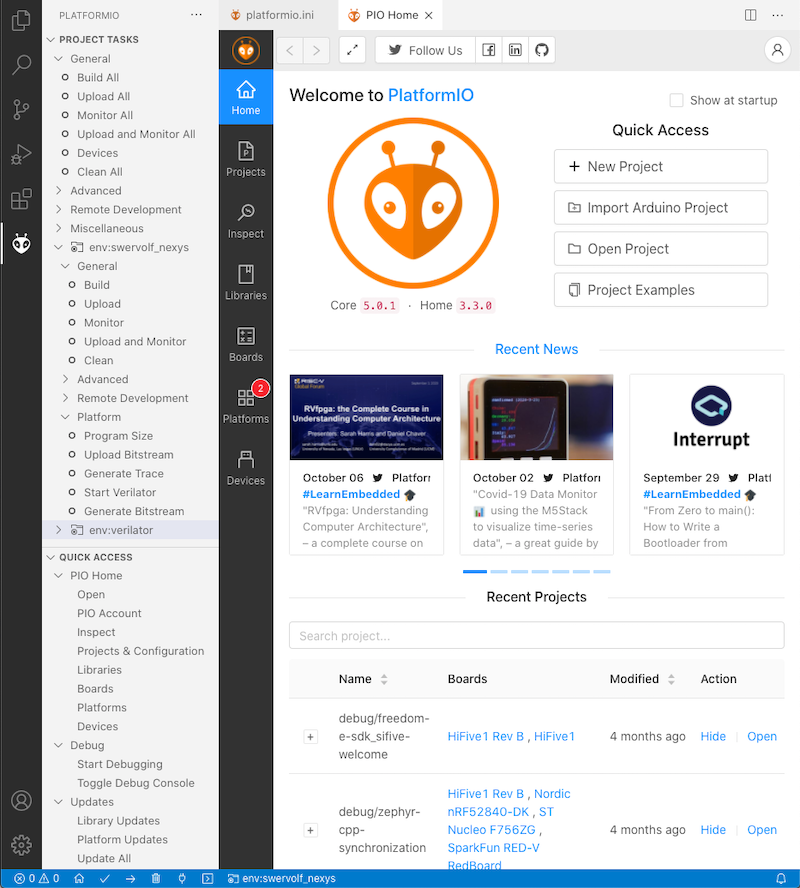 PLATFORMIO
PROJECT TASKS
General
Build All
Upload All
Monitor All
Upload and Monitor All
Devices
Clean All
Advanced
Remote Development
Miscellaneous
env:swervolf_nexys
General
Build
Upload
Monitor
Upload and Monitor
Clean
Advanced
Remote Development
Platform
Program Size
Upload Bitstream
Generate Trace
Start Verilator
Generate Bitstream
env:verilator
QUICK ACCESS
PIO Home
Open
PIO Account
Inspect
Projects & Configuration
Libraries
Boards
Platforms
Devices
Debug
Start Debugging
Toggle Debug Console
Updates
Library Updates
Platform Updates
Update All
platformio.ini
PIO Home
Home
Projects
Inspect
Libraries
Boards
2
Platforms
Devices
Follow Us
Welcome to PlatformIO
Show at startup
Core 5.0.1 · Home 3.3.0
Quick Access
New Project
Import Arduino Project
Open Project
Project Examples
Recent News
RISC-V
Global Forum
RVfpga: the Complete Course in
Understanding Computer Architecture
Presenters: Sarah Harris and Daniel Chaver
October 06 Platforr
#LearnEmbedded
"RVfpga: Understanding
Computer Architecture",
– a complete course on
October 02 Platforr
"Covid-19 Data Monitor
using the M5Stack
to visualize time-series
data", – a great guide by
Interrupt
September 29 Platf
#LearnEmbedded
"From Zero to main():
How to Write a
Bootloader from
Recent Projects
Search project...
Name Boards Modified Action
debug/freedom-
e-sdk_sifive-
welcome
HiFive1 Rev B , HiFive1
4 months ago
Hide Open
debug/zephyr-
cpp-
synchronization
HiFive1 Rev B , Nordic
nRF52840-DK , ST
Nucleo F756ZG ,
SparkFun RED-V
RedBoard
4 months ago
Hide Open
0 0 env:swervolf_nexys